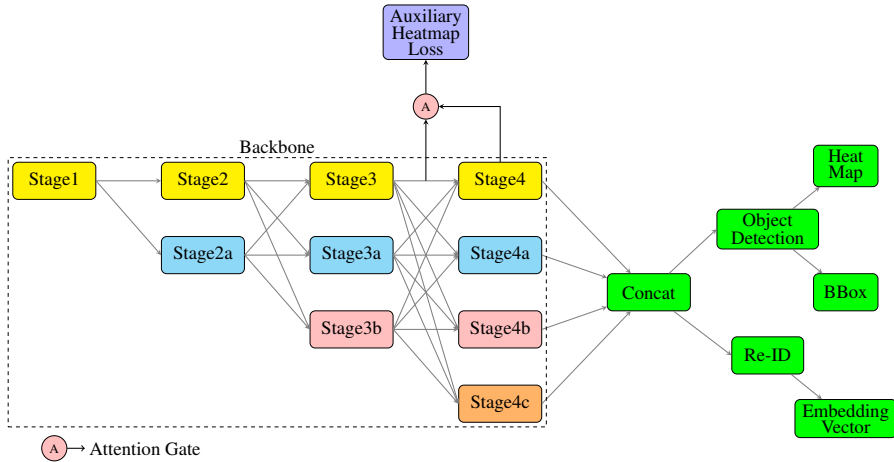 Auxiliary
Heatmap
Loss
A
Backbone
Stage1
Stage2
Stage3
Stage4
Heat
Map
Stage2a
Stage3a
Stage4a
Object
Detection
Concat
BBox
Stage3b
Stage4b
Re-ID
Stage4c
Embedding
Vector
A
Attention Gate